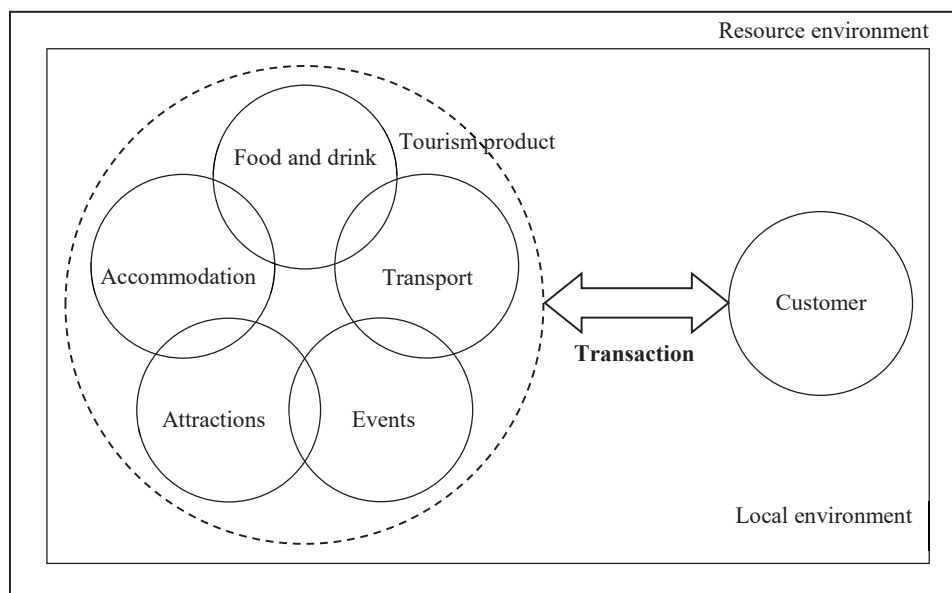 Resource environment
Tourism product
Food and drink
Accommodation
Transport
Customer
Transaction
Attractions
Events
Local environment